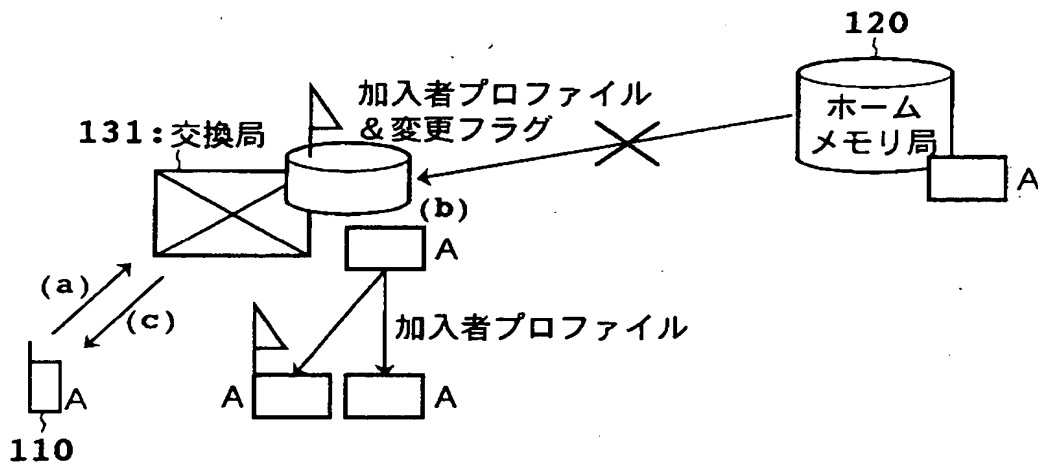 120
ホーム
メモリ局
A
加入者プロファイル
&変更フラグ
131:交換局
(b)
A
(a)
(c)
加入者プロファイル
A
A
A
110